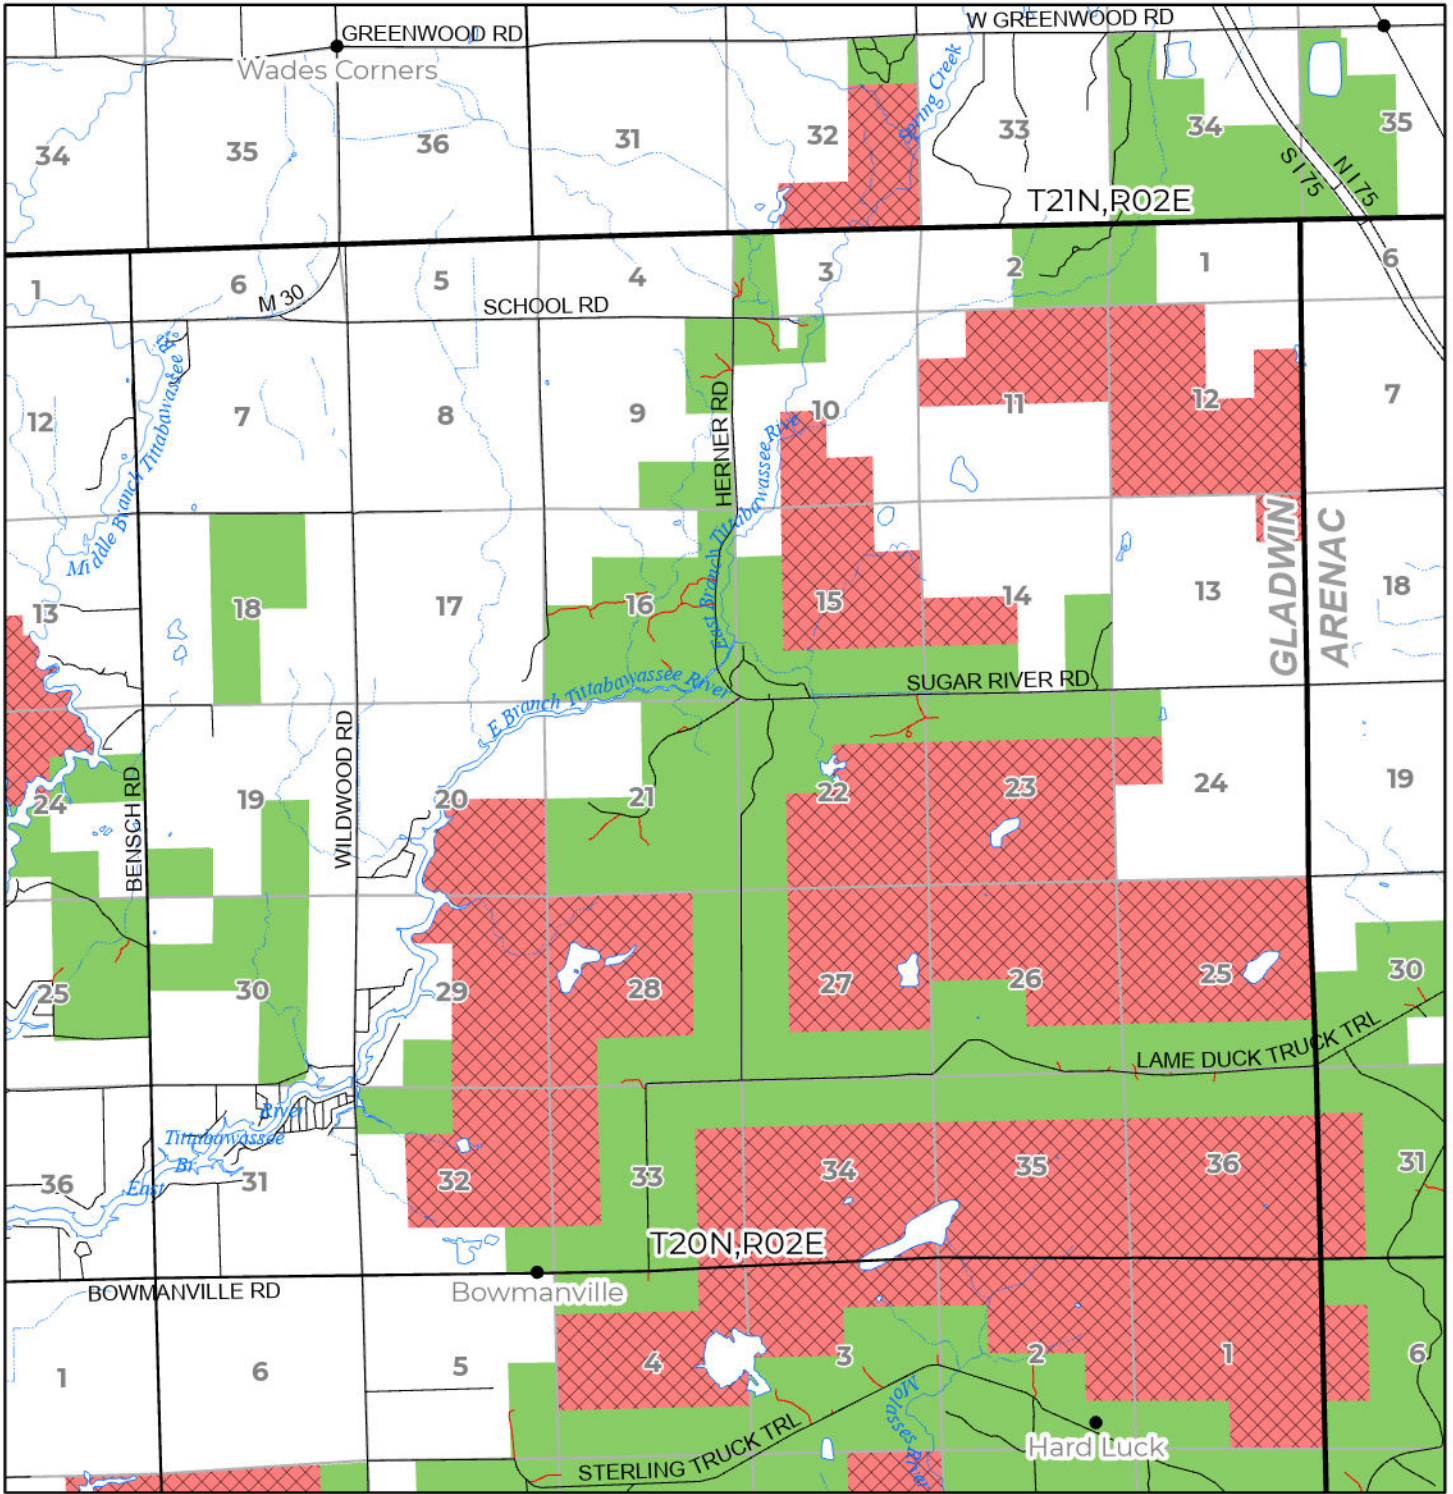 GREENWOOD RD
W GREENWOOD RD
Wades Corners
Spring Creek
34
35
36
31
32
33
34
35
S I 75
N I 75
T21N,R02E
1
6
5
4
3
2
1
6
M 30
SCHOOL RD
Middle Branch Tittabawassee R
12
7
8
9
10
11
12
7
HERNER RD
East Branch Tittabawassee Rive
13
18
17
16
15
14
13
18
GLADWIN
ARENAC
E Branch Tittabawassee River
SUGAR RIVER RD
24
19
20
21
22
23
24
19
BENSCH RD
WILDWOOD RD
25
30
29
28
27
26
25
30
LAME DUCK TRUCK TRL
River
Tittabawassee
Br
East
36
31
32
33
34
35
36
31
T20N,R02E
BOWMANVILLE RD
Bowmanville
1
6
5
4
3
2
1
6
Molasses River
Hard Luck
STERLING TRUCK TRL